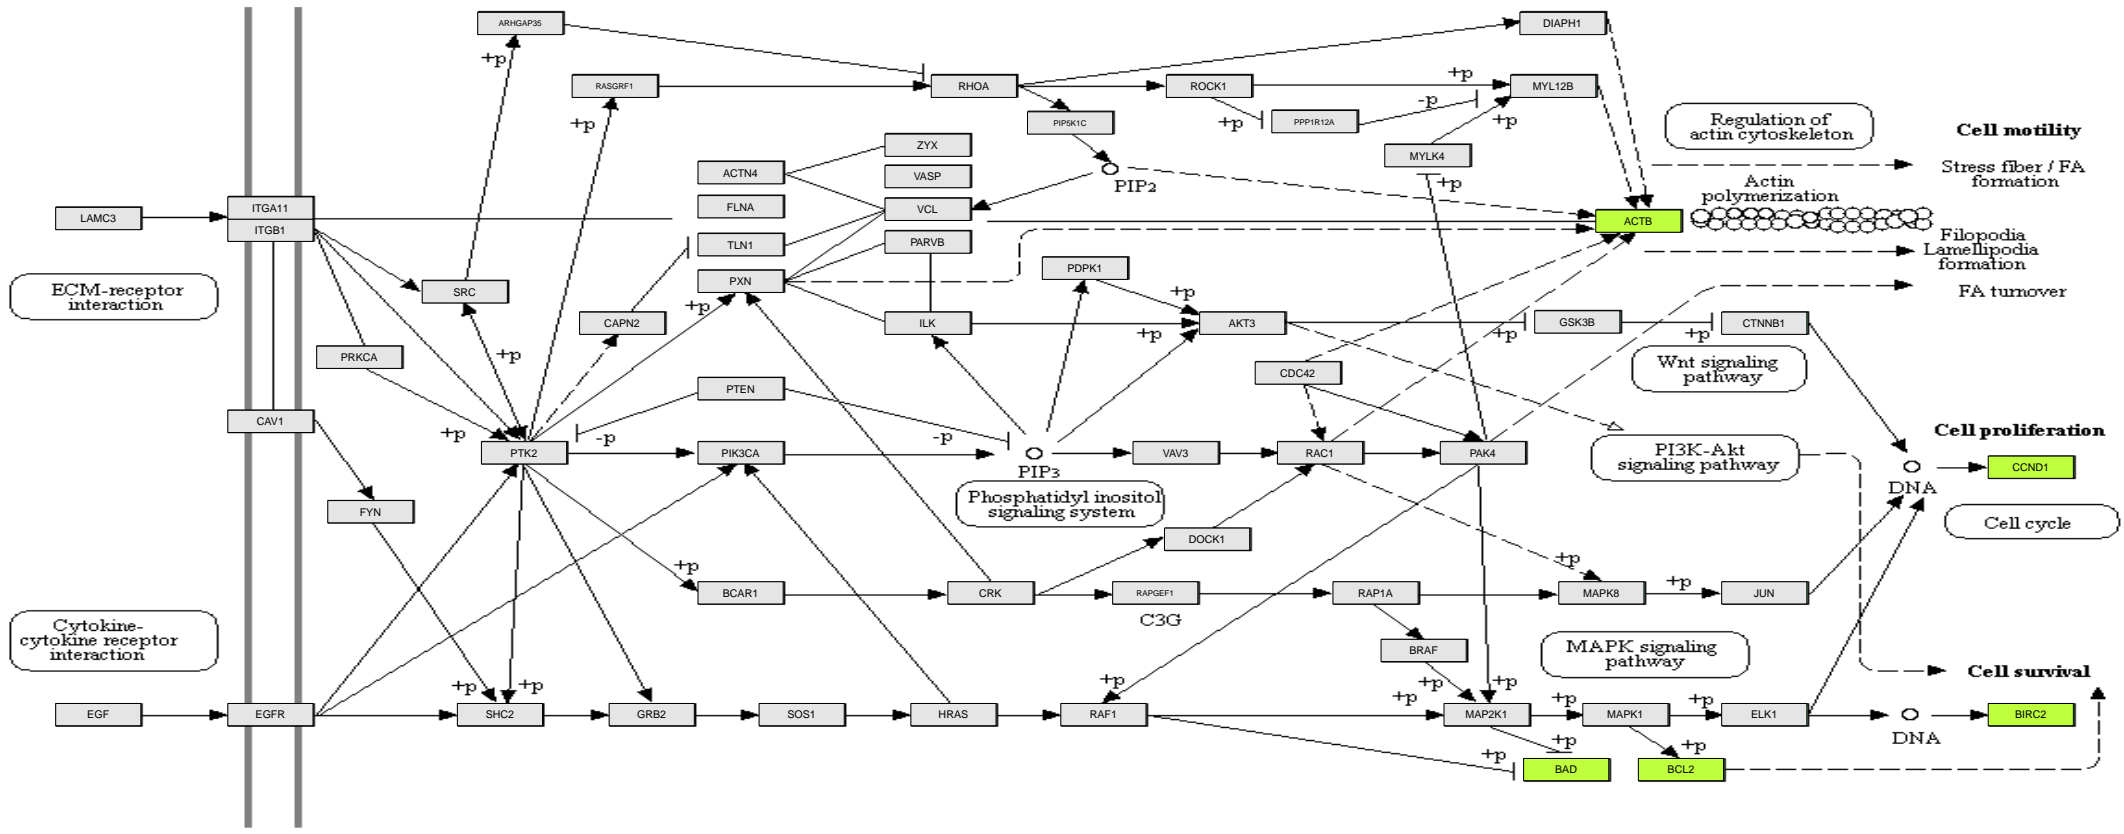 ARHGAP35
DIAPH1
+p
RASGRF1
RHOA
ROCK1
+p
MYL12B
+p
PIP5K1C
+p
PPP1R12A
-p
+p
Regulation of
actin cytoskeleton
Cell motility
ZYX
MYLK4
ACTN4
VASP
PIP2
+p
Stress fiber / FA
formation
Actin
polymerization
LAMC3
ITGA11
ITGB1
FLNA
VCL
ACTB
TLN1
PARVB
Filopodia
Lamellipodia
formation
ECM-receptor
interaction
SRC
PXN
PDPK1
FA turnover
+p
+p
CAPN2
ILK
AKT3
GSK3B
CTNNB1
+p
+p
PRKCA
+p
Wnt signaling
pathway
CDC42
PTEN
CAV1
+p
-p
-p
PTK2
PIK3CA
PIP3
VAV3
RAC1
PAK4
PI3K-Akt
signaling pathway
Cell proliferation
CCND1
DNA
Phosphatidyl inositol
signaling system
FYN
Cell cycle
DOCK1
+p
+p
+p
BCAR1
CRK
RAPGEF1
C3G
RAP1A
MAPK8
JUN
Cytokine-
cytokine receptor
interaction
BRAF
MAPK signaling
pathway
Cell survival
+p
+p
+p
+p
+p
+p
+p
+p
EGF
EGFR
SHC2
GRB2
SOS1
HRAS
RAF1
MAP2K1
MAPK1
ELK1
DNA
BIRC2
+p
+p
+p
BAD
BCL2